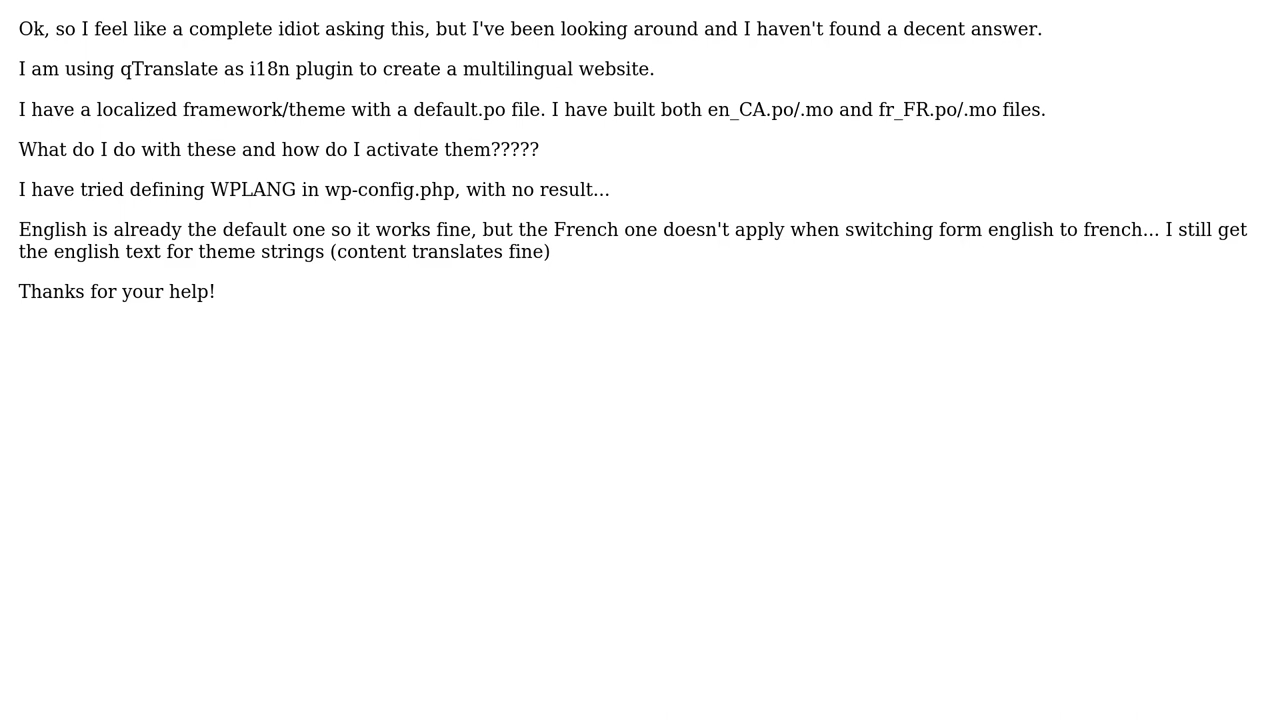 Ok, so I feel like a complete idiot asking this, but I've been looking around and I haven't found a decent answer.
I am using qTranslate as i18n plugin to create a multilingual website.
I have a localized framework/theme with a default.po file. I have built both en_CA.po/.mo and fr_FR.po/.mo files.
What do I do with these and how do I activate them?????
I have tried defining WPLANG in wp-config.php, with no result...
English is already the default one so it works fine, but the French one doesn't apply when switching form english to french... I still get
the english text for theme strings (content translates fine)
Thanks for your help!